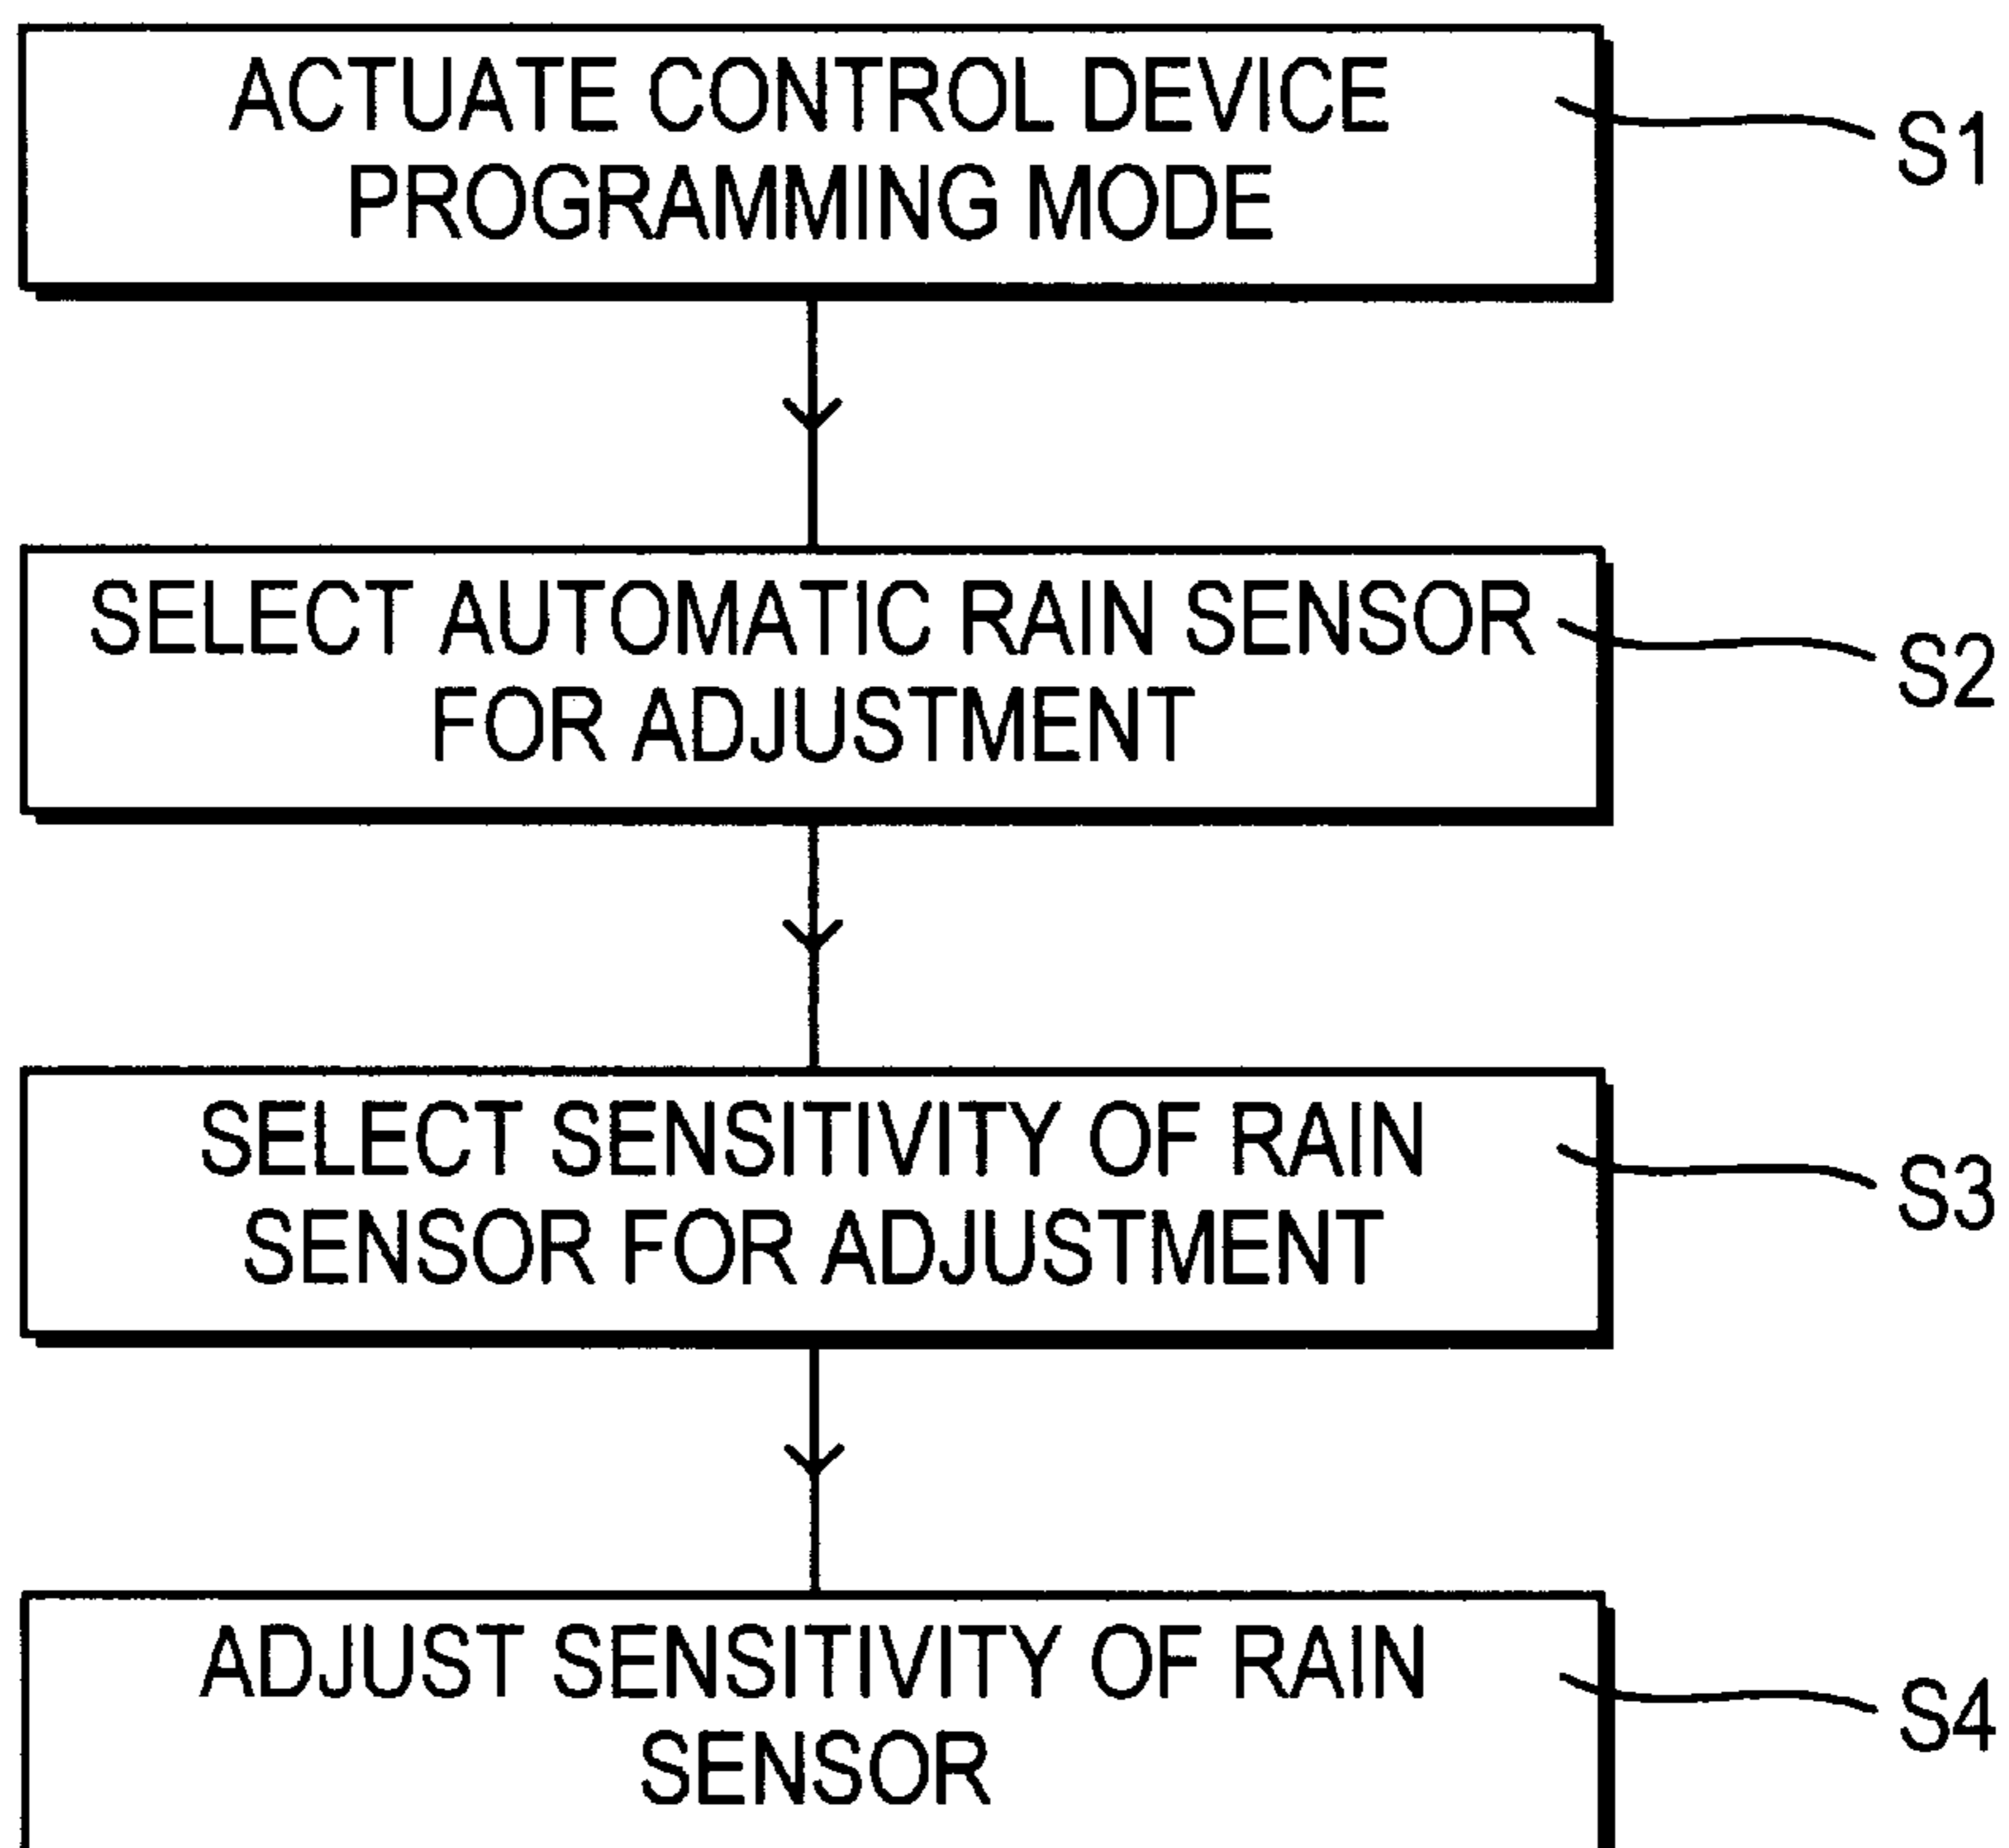 ACTUATE CONTROL DEVICE
PROGRAMMING MODE
S1
SELECT AUTOMATIC RAIN SENSOR
FOR ADJUSTMENT
S2
SELECT SENSITIVITY OF RAIN
SENSOR FOR ADJUSTMENT
S3
ADJUST SENSITIVITY OF RAIN
SENSOR
S4